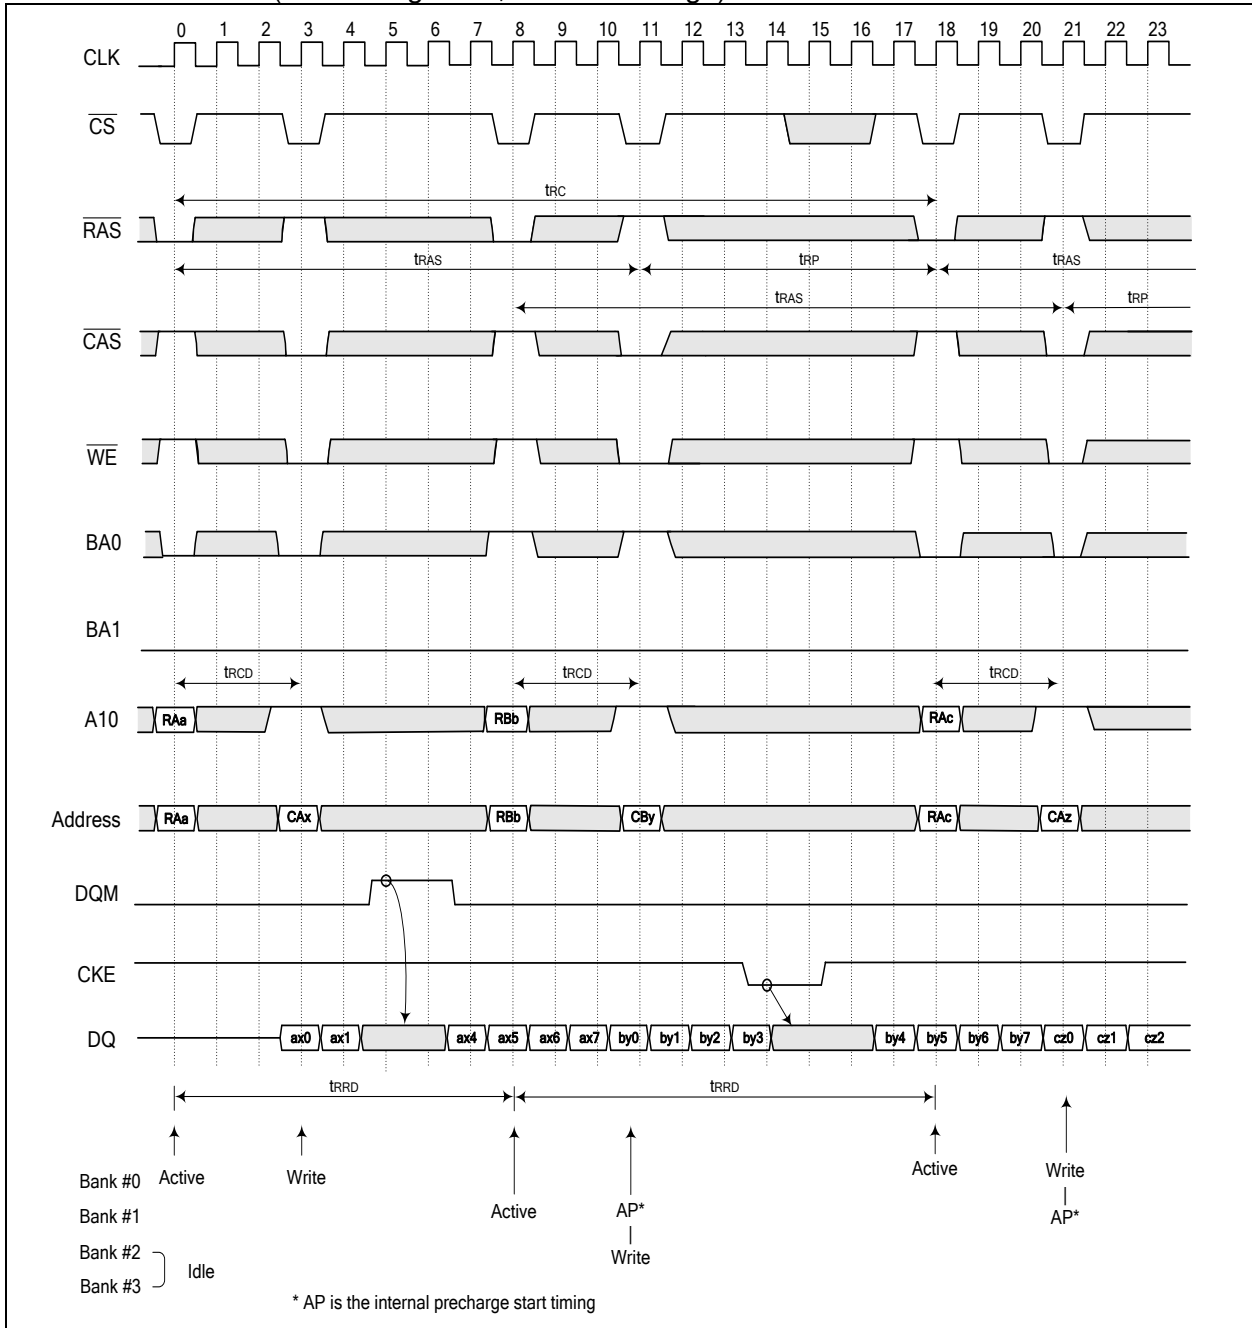 0 1 2 3 4 5 6 7 8 9 10 11 12 13 14 15 16 17 18 19 20 21 22 23
CLK
CS
tRC
RAS
tRAS tRP tRAS
tRAS tRP
CAS
WE
BA0
BA1
tRCD tRCD tRCD
A10 RAa RBb RAc
Address RAa CAx RBb CBy RAc CAz
DQM
CKE
DQ ax0 ax1 ax4 ax5 ax6 ax7 by0 by1 by2 by3 by4 by5 by6 by7 cz0 cz1 cz2
tRRD tRRD
Bank #0 Active Write Active Write
Bank #1 Active AP* AP*
Bank #2 Write
Idle
Bank #3
* AP is the internal precharge start timing